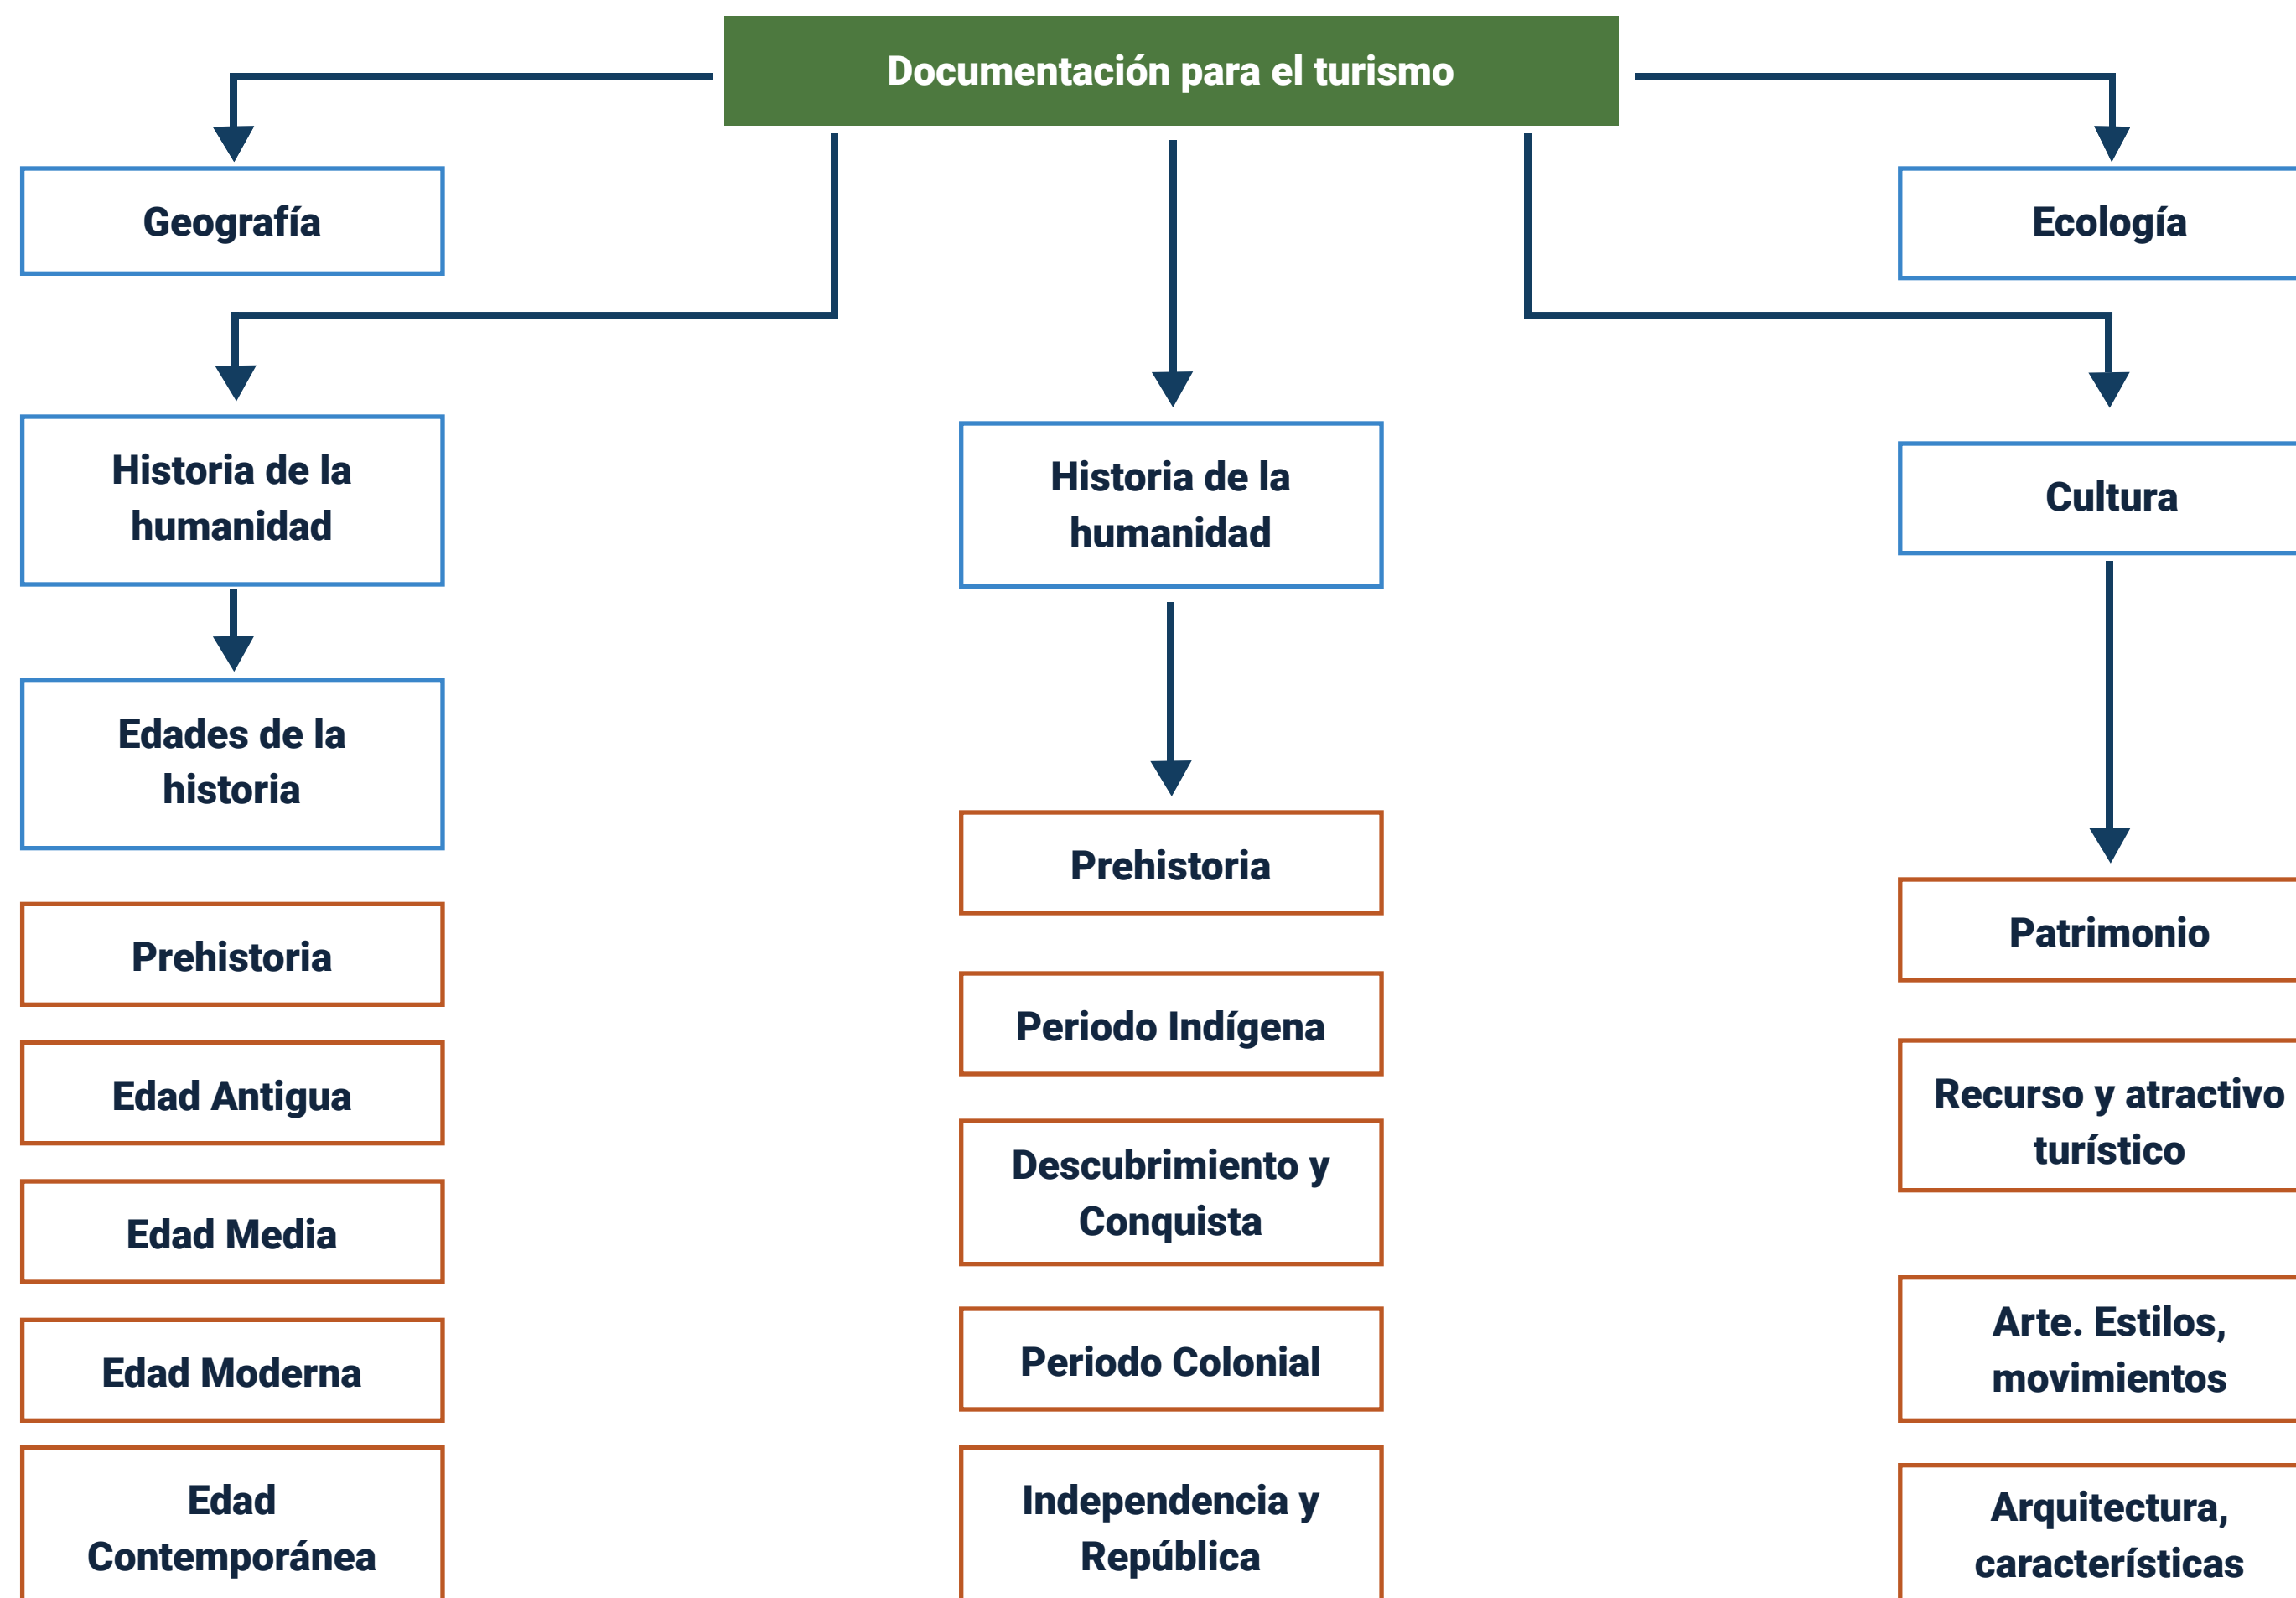 Documentación para el turismo
Geografía
Ecología
Historia de la
humanidad
Historia de la
humanidad
Cultura
Edades de la
historia
Prehistoria
Edad Antigua
Edad Media
Edad Moderna
Edad
Contemporánea
Prehistoria
Periodo Indígena
Descubrimiento y
Conquista
Periodo Colonial
Independencia y
República
Patrimonio
Recurso y atractivo
turístico
Arte. Estilos,
movimientos
Arquitectura,
características